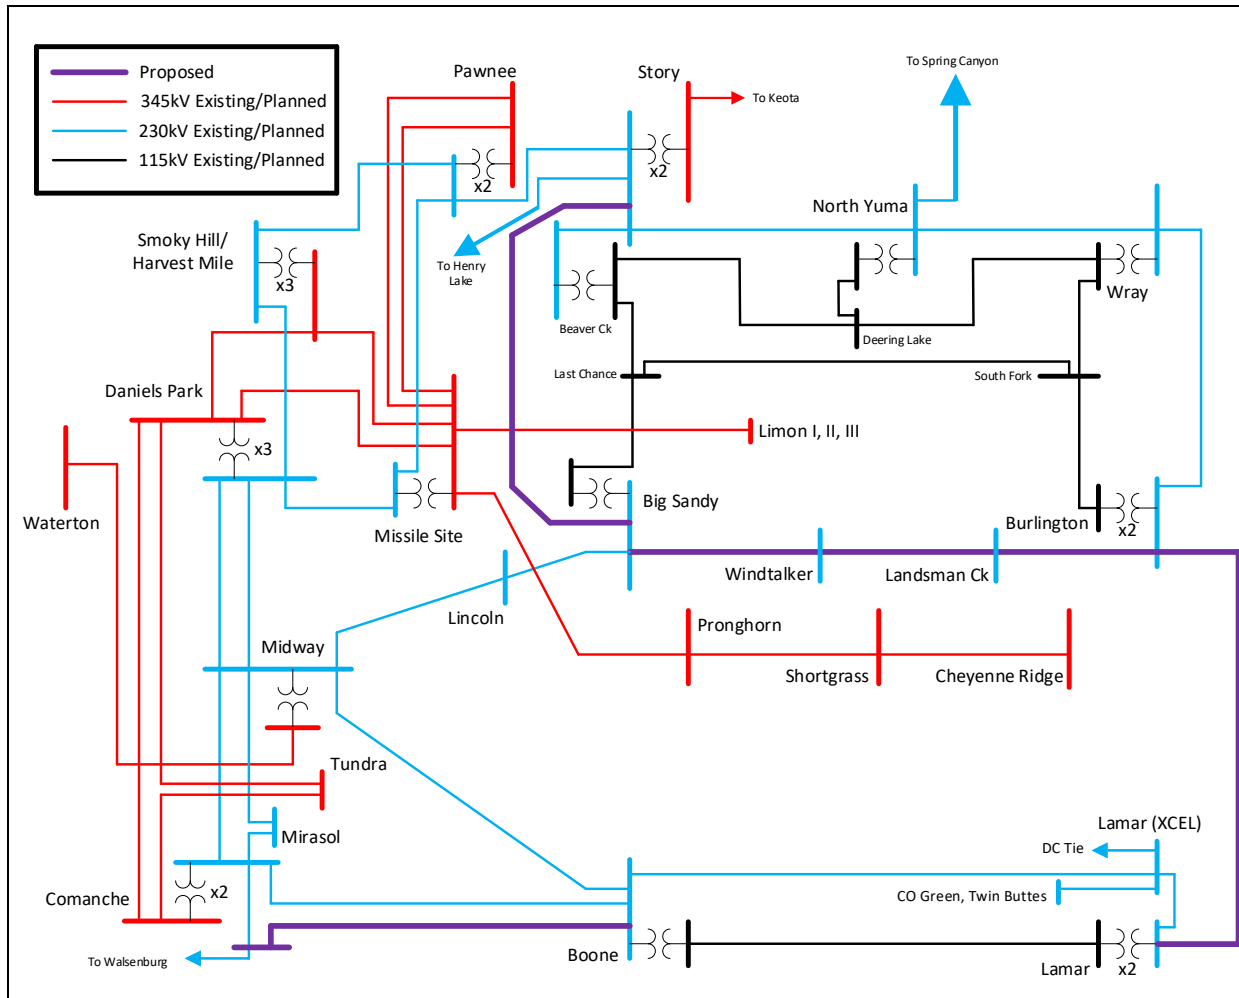 Proposed
345kV Existing/Planned
230kV Existing/Planned
115kV Existing/Planned
Pawnee
x2
Story
To Keota
x2
To Spring Canyon
North Yuma
Smoky Hill/
Harvest Mile
x3
To Henry
Lake
Beaver Ck
Deering Lake
Wray
Last Chance
South Fork
Daniels Park
x3
Limon I, II, III
Waterton
Missile Site
Big Sandy
Burlington
x2
Windtalker
Landsman Ck
Lincoln
Midway
Pronghorn
Shortgrass
Cheyenne Ridge
Tundra
Mirasol
Lamar (XCEL)
DC Tie
CO Green, Twin Buttes
Comanche
x2
To Walsenburg
Boone
Lamar
x2